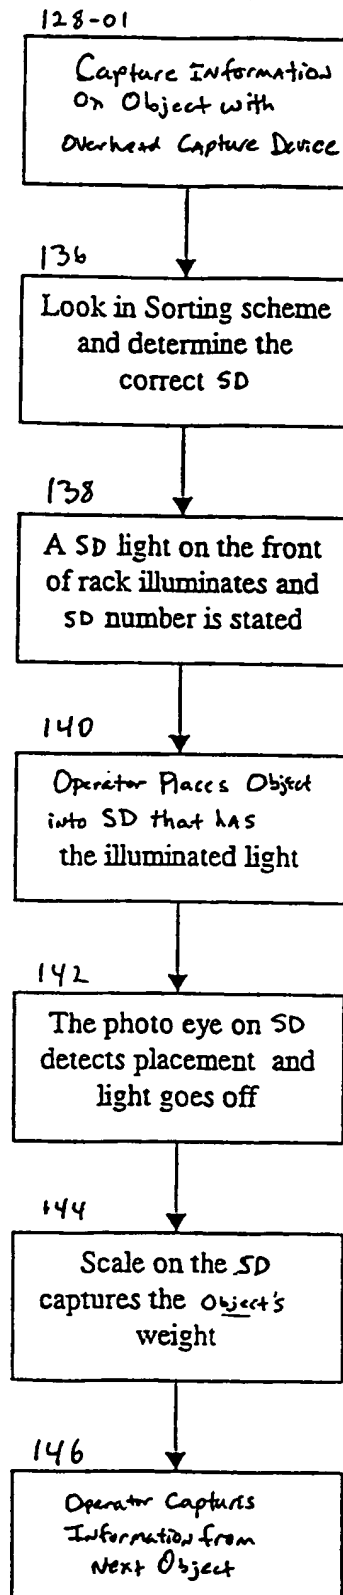 128-01
Capture Information
On Object with
Overhead Capture Device
136
Look in Sorting scheme
and determine the
correct SD
138
A SD light on the front
of rack illuminates and
SD number is stated
140
Operator Places Object
into SD that has
the illuminated light
142
The photo eye on SD
detects placement and
light goes off
144
Scale on the SD
captures the Object's
weight
146
Operator Captures
Information from
Next Object